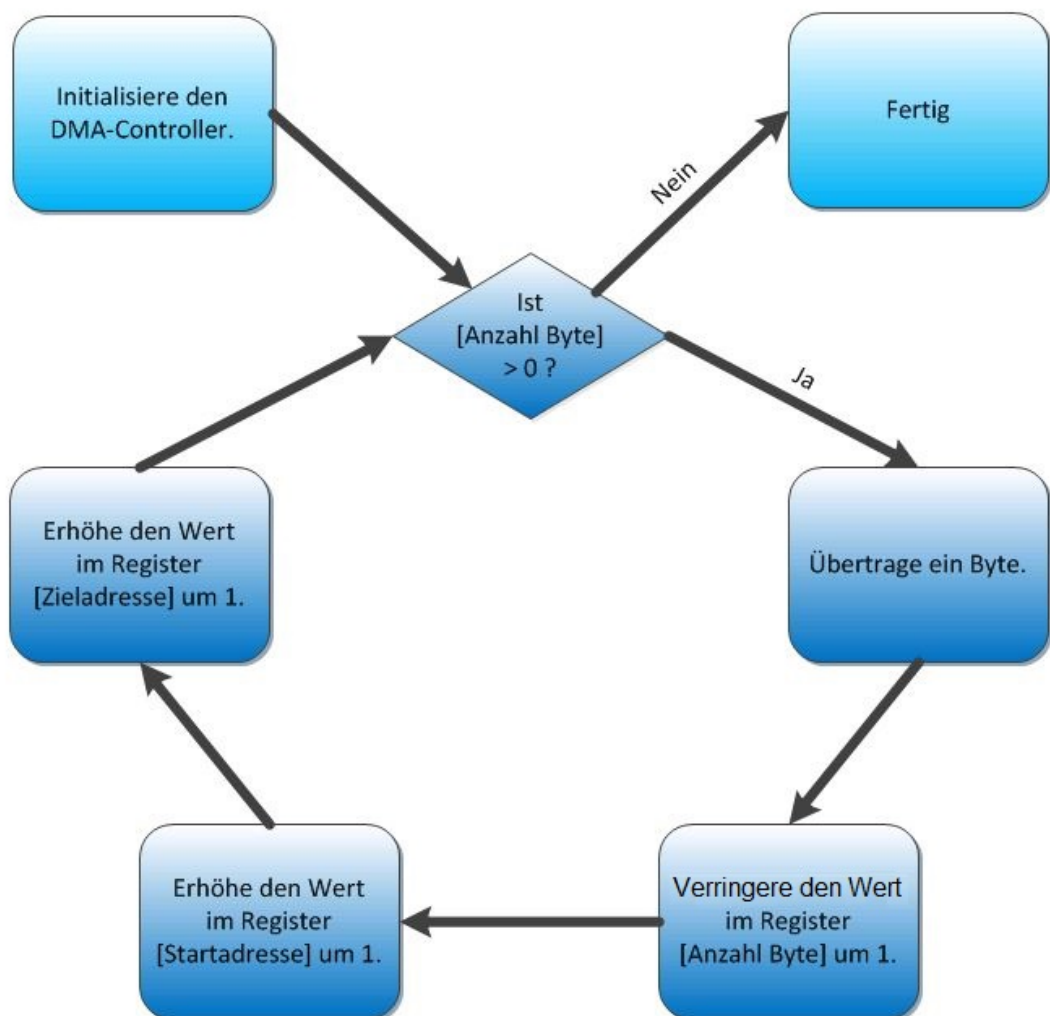 Initialisiere den
DMA-Controller.
Fertig
Nein
Ist
[Anzahl Byte]
> 0 ?
Ja
Erhöhe den Wert
im Register
[Zieladresse] um 1.
Übertrage ein Byte.
Erhöhe den Wert
im Register
[Startadresse] um 1.
Verringere den Wert
im Register
[Anzahl Byte] um 1.